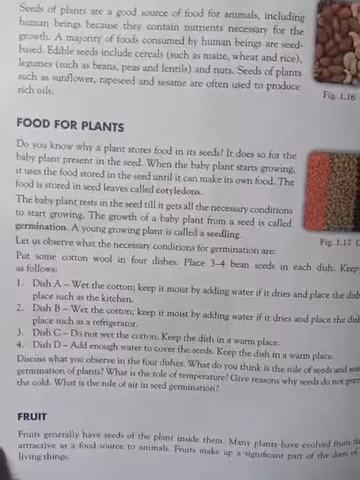 Seeds of plants are a good source of food for animals, including
human beings because they contain nutrients necessary for the
growth. A majority of foods consumed by human beings are seed-
based. Edible seeds include cereals (such as maize, wheat and rice),
legumes (such as beans, peas and lentils) and nuts. Seeds of plants
such as sunflower, rapeseed and sesame are often used to produce
rich oils.
Fig. 1.16
FOOD FOR PLANTS
Do you know why a plant stores food in its seeds? It does so for the
baby plant present in the seed. When the baby plant starts growing,
it uses the food stored in the seed until it can make its own food. The
food is stored in seed leaves called cotyledons.
The baby plant rests in the seed till it gets all the necessary conditions
to start growing. The growth of a baby plant from a seed is called
germination. A young growing plant is called a seedling.
Fig. 1.17
Let us observe what the necessary conditions for germination are:
Put some cotton wool in four dishes. Place 3–4 bean seeds in each dish. Keep
as follows:
1. Dish A – Wet the cotton; keep it moist by adding water if it dries and place the
place such as the kitchen.
2. Dish B – Wet the cotton; keep it moist by adding water if it dries and place the
place such as a refrigerator.
3. Dish C – Do not wet the cotton. Keep the dish in a warm place.
4. Dish D – Add enough water to cover the seeds. Keep the dish in a warm place.
Discuss what you observe in the four dishes. What do you think is the role of seeds and
germination of plants? What is the role of temperature? Give reasons why seeds do not
the cold. What is the role of air in seed germination?
FRUIT
Fruits generally have seeds of the plant inside them. Many plants have evolved fruits
attractive as a food source to animals. Fruits make up a significant part of the diets of
living things.